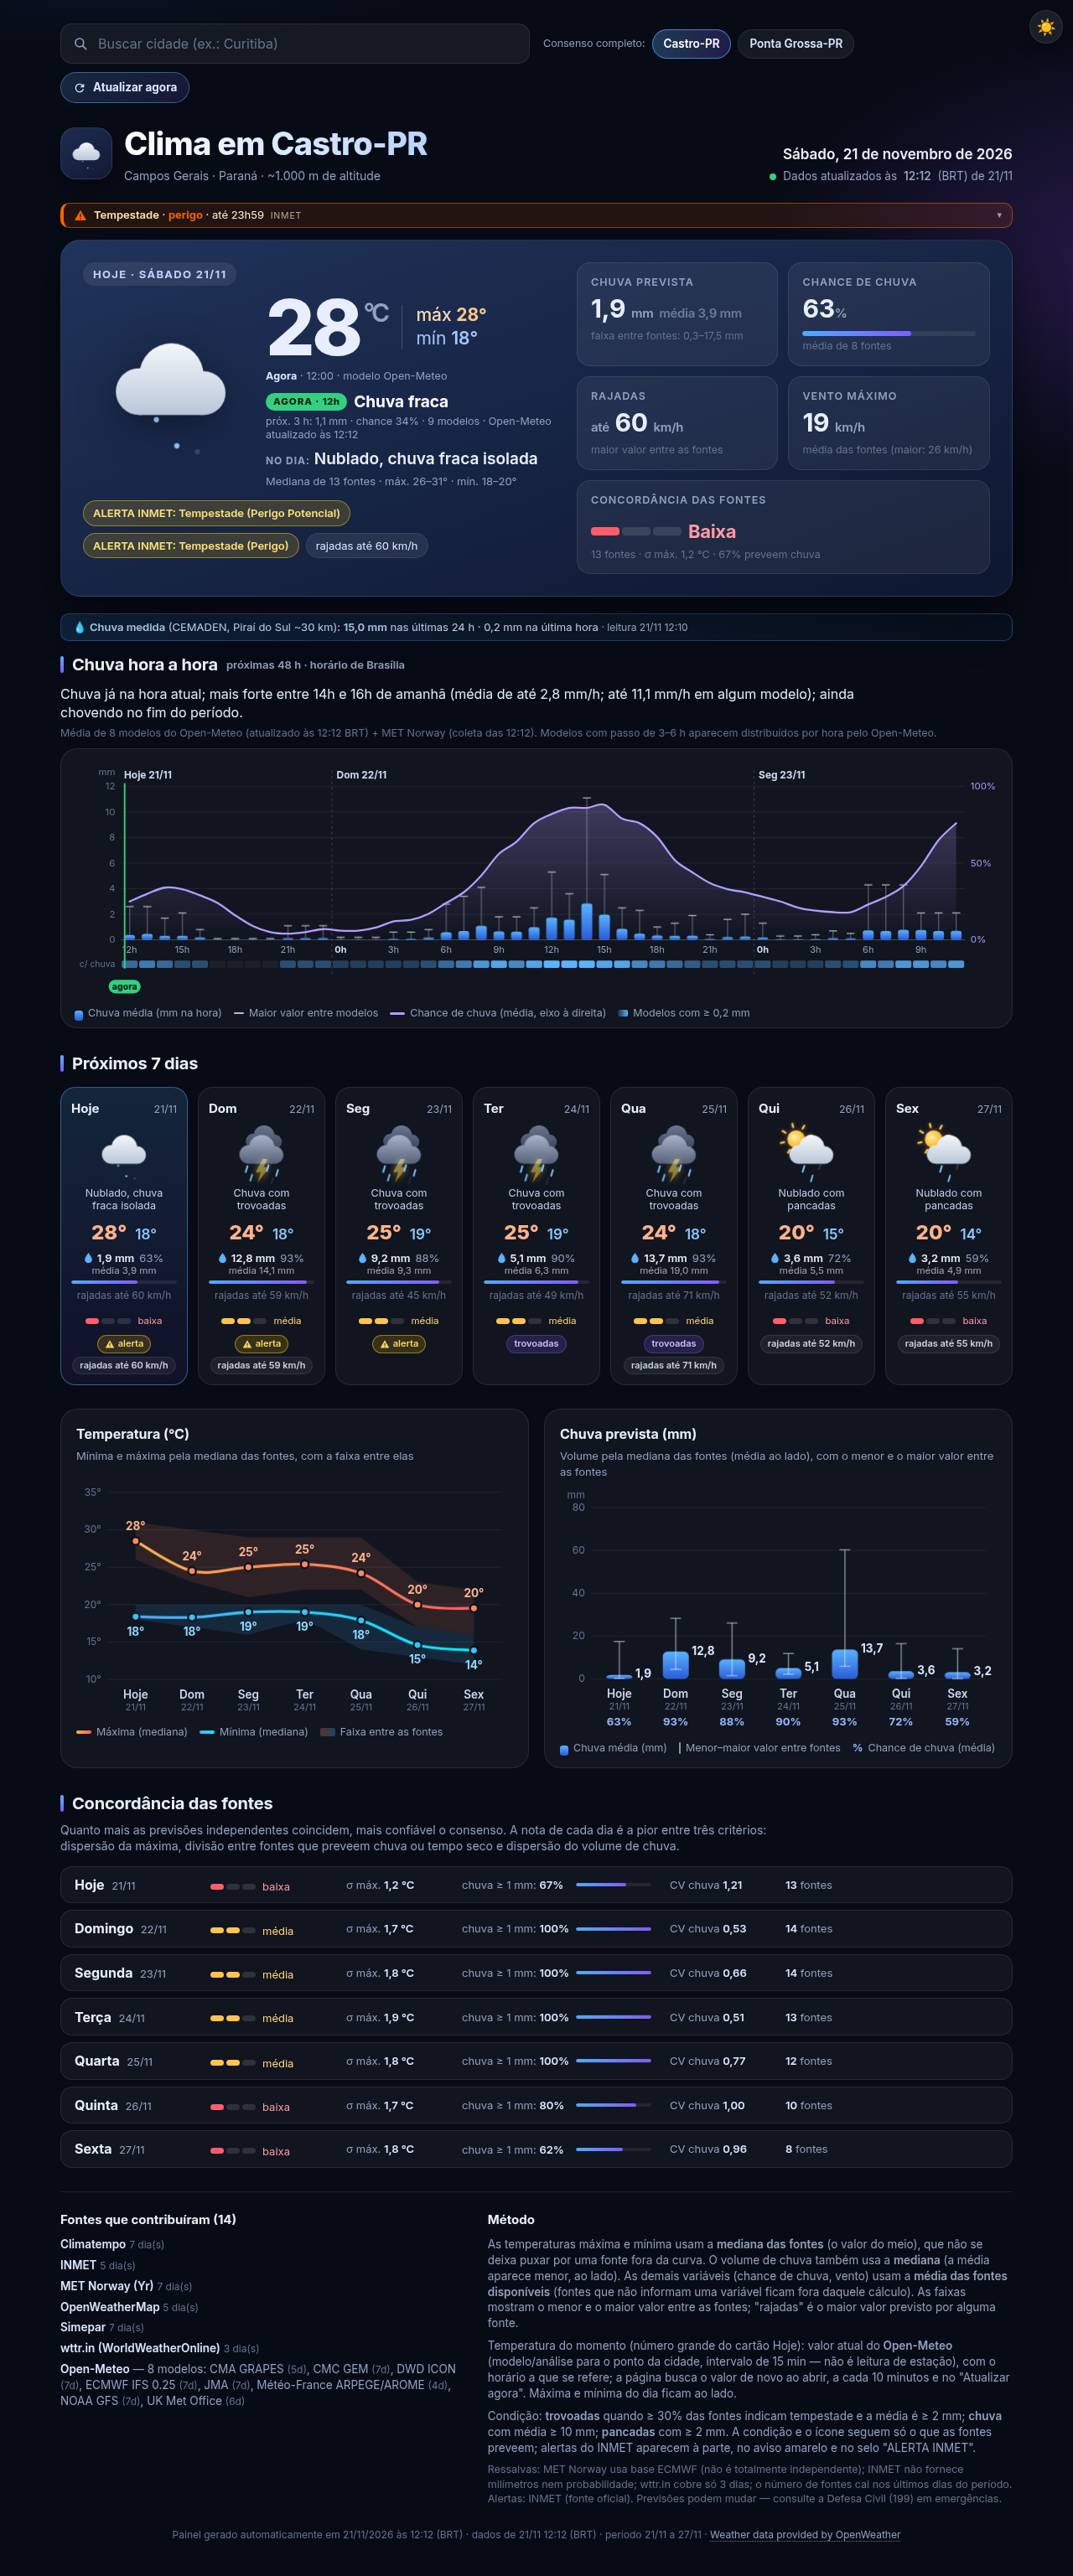 Buscar cidade (ex.: Curitiba)
Consenso completo: Castro-PR Ponta Grossa-PR
Atualizar agora
Clima em Castro-PR
Campos Gerais · Paraná · ~1.000 m de altitude
Sábado, 21 de novembro de 2026
Dados atualizados às 12:12 (BRT) de 21/11
Tempestade · perigo · até 23h59 INMET
HOJE · SÁBADO 21/11
28°C
máx 28°
mín 18°
Agora · 12:00 · modelo Open-Meteo
AGORA · 12h Chuva fraca
próx. 3 h: 1,1 mm · chance 34% · 9 modelos · Open-Meteo
atualizado às 12:12
NO DIA: Nublado, chuva fraca isolada
Mediana de 13 fontes · máx. 26–31° · mín. 18–20°
ALERTA INMET: Tempestade (Perigo Potencial)
ALERTA INMET: Tempestade (Perigo) rajadas até 60 km/h
CHUVA PREVISTA
1,9 mm média 3,9 mm
faixa entre fontes: 0,3–17,5 mm
CHANCE DE CHUVA
63%
média de 8 fontes
RAJADAS
até 60 km/h
maior valor entre as fontes
VENTO MÁXIMO
19 km/h
média das fontes (maior: 26 km/h)
CONCORDÂNCIA DAS FONTES
Baixa
13 fontes · σ máx. 1,2 °C · 67% preveem chuva
Chuva medida (CEMADEN, Piraí do Sul ~30 km): 15,0 mm nas últimas 24 h · 0,2 mm na última hora · leitura 21/11 12:10
Chuva hora a hora próximas 48 h · horário de Brasília
Chuva já na hora atual; mais forte entre 14h e 16h de amanhã (média de até 2,8 mm/h; até 11,1 mm/h em algum modelo); ainda
chovendo no fim do período.
Média de 8 modelos do Open-Meteo (atualizado às 12:12 BRT) + MET Norway (coleta das 12:12). Modelos com passo de 3–6 h aparecem distribuídos por hora pelo Open-Meteo.
mm Hoje 21/11 Dom 22/11 Seg 23/11
12 100%
10
8
6 50%
4
2
0 0%
12h 15h 18h 21h 0h 3h 6h 9h 12h 15h 18h 21h 0h 3h 6h 9h
c/ chuva
agora
Chuva média (mm na hora) Maior valor entre modelos Chance de chuva (média, eixo à direita) Modelos com ≥ 0,2 mm
Próximos 7 dias
Hoje 21/11
Nublado, chuva
fraca isolada
28° 18°
1,9 mm 63%
média 3,9 mm
rajadas até 60 km/h
baixa
alerta
rajadas até 60 km/h
Dom 22/11
Chuva com
trovoadas
24° 18°
12,8 mm 93%
média 14,1 mm
rajadas até 59 km/h
média
alerta
rajadas até 59 km/h
Seg 23/11
Chuva com
trovoadas
25° 19°
9,2 mm 88%
média 9,3 mm
rajadas até 45 km/h
média
alerta
Ter 24/11
Chuva com
trovoadas
25° 19°
5,1 mm 90%
média 6,3 mm
rajadas até 49 km/h
média
trovoadas
Qua 25/11
Chuva com
trovoadas
24° 18°
13,7 mm 93%
média 19,0 mm
rajadas até 71 km/h
média
trovoadas
rajadas até 71 km/h
Qui 26/11
Nublado com
pancadas
20° 15°
3,6 mm 72%
média 5,5 mm
rajadas até 52 km/h
baixa
rajadas até 52 km/h
Sex 27/11
Nublado com
pancadas
20° 14°
3,2 mm 59%
média 4,9 mm
rajadas até 55 km/h
baixa
rajadas até 55 km/h
Temperatura (°C)
Mínima e máxima pela mediana das fontes, com a faixa entre elas
35°
30°
25°
20°
15°
10°
28° 24° 25° 25° 24° 20° 20°
18° 18° 19° 19° 18° 15° 14°
Hoje Dom Seg Ter Qua Qui Sex
21/11 22/11 23/11 24/11 25/11 26/11 27/11
Máxima (mediana) Mínima (mediana) Faixa entre as fontes
Chuva prevista (mm)
Volume pela mediana das fontes (média ao lado), com o menor e o maior valor entre
as fontes
mm
80
60
40
20
0
1,9 12,8 9,2 5,1 13,7 3,6 3,2
Hoje Dom Seg Ter Qua Qui Sex
21/11 22/11 23/11 24/11 25/11 26/11 27/11
63% 93% 88% 90% 93% 72% 59%
Chuva média (mm) Menor–maior valor entre fontes % Chance de chuva (média)
Concordância das fontes
Quanto mais as previsões independentes coincidem, mais confiável o consenso. A nota de cada dia é a pior entre três critérios:
dispersão da máxima, divisão entre fontes que preveem chuva ou tempo seco e dispersão do volume de chuva.
Hoje 21/11 baixa σ máx. 1,2 °C chuva ≥ 1 mm: 67% CV chuva 1,21 13 fontes
Domingo 22/11 média σ máx. 1,7 °C chuva ≥ 1 mm: 100% CV chuva 0,53 14 fontes
Segunda 23/11 média σ máx. 1,8 °C chuva ≥ 1 mm: 100% CV chuva 0,66 14 fontes
Terça 24/11 média σ máx. 1,9 °C chuva ≥ 1 mm: 100% CV chuva 0,51 13 fontes
Quarta 25/11 média σ máx. 1,8 °C chuva ≥ 1 mm: 100% CV chuva 0,77 12 fontes
Quinta 26/11 baixa σ máx. 1,7 °C chuva ≥ 1 mm: 80% CV chuva 1,00 10 fontes
Sexta 27/11 baixa σ máx. 1,8 °C chuva ≥ 1 mm: 62% CV chuva 0,96 8 fontes
Fontes que contribuíram (14)
Climatempo 7 dia(s)
INMET 5 dia(s)
MET Norway (Yr) 7 dia(s)
OpenWeatherMap 5 dia(s)
Simepar 7 dia(s)
wttr.in (WorldWeatherOnline) 3 dia(s)
Open-Meteo — 8 modelos: CMA GRAPES (5d), CMC GEM (7d), DWD ICON
(7d), ECMWF IFS 0.25 (7d), JMA (7d), Météo-France ARPEGE/AROME (4d),
NOAA GFS (7d), UK Met Office (6d)
Método
As temperaturas máxima e mínima usam a mediana das fontes (o valor do meio), que não se
deixa puxar por uma fonte fora da curva. O volume de chuva também usa a mediana (a média
aparece menor, ao lado). As demais variáveis (chance de chuva, vento) usam a média das fontes
disponíveis (fontes que não informam uma variável ficam fora daquele cálculo). As faixas
mostram o menor e o maior valor entre as fontes; "rajadas" é o maior valor previsto por alguma
fonte.
Temperatura do momento (número grande do cartão Hoje): valor atual do Open-Meteo
(modelo/análise para o ponto da cidade, intervalo de 15 min — não é leitura de estação), com o
horário a que se refere; a página busca o valor de novo ao abrir, a cada 10 minutos e no "Atualizar
agora". Máxima e mínima do dia ficam ao lado.
Condição: trovoadas quando ≥ 30% das fontes indicam tempestade e a média é ≥ 2 mm; chuva
com média ≥ 10 mm; pancadas com ≥ 2 mm. A condição e o ícone seguem só o que as fontes
preveem; alertas do INMET aparecem à parte, no aviso amarelo e no selo "ALERTA INMET".
Ressalvas: MET Norway usa base ECMWF (não é totalmente independente); INMET não fornece
milímetros nem probabilidade; wttr.in cobre só 3 dias; o número de fontes cai nos últimos dias do período.
Alertas: INMET (fonte oficial). Previsões podem mudar — consulte a Defesa Civil (199) em emergências.
Painel gerado automaticamente em 21/11/2026 às 12:12 (BRT) · dados de 21/11 12:12 (BRT) · período 21/11 a 27/11 · Weather data provided by OpenWeather